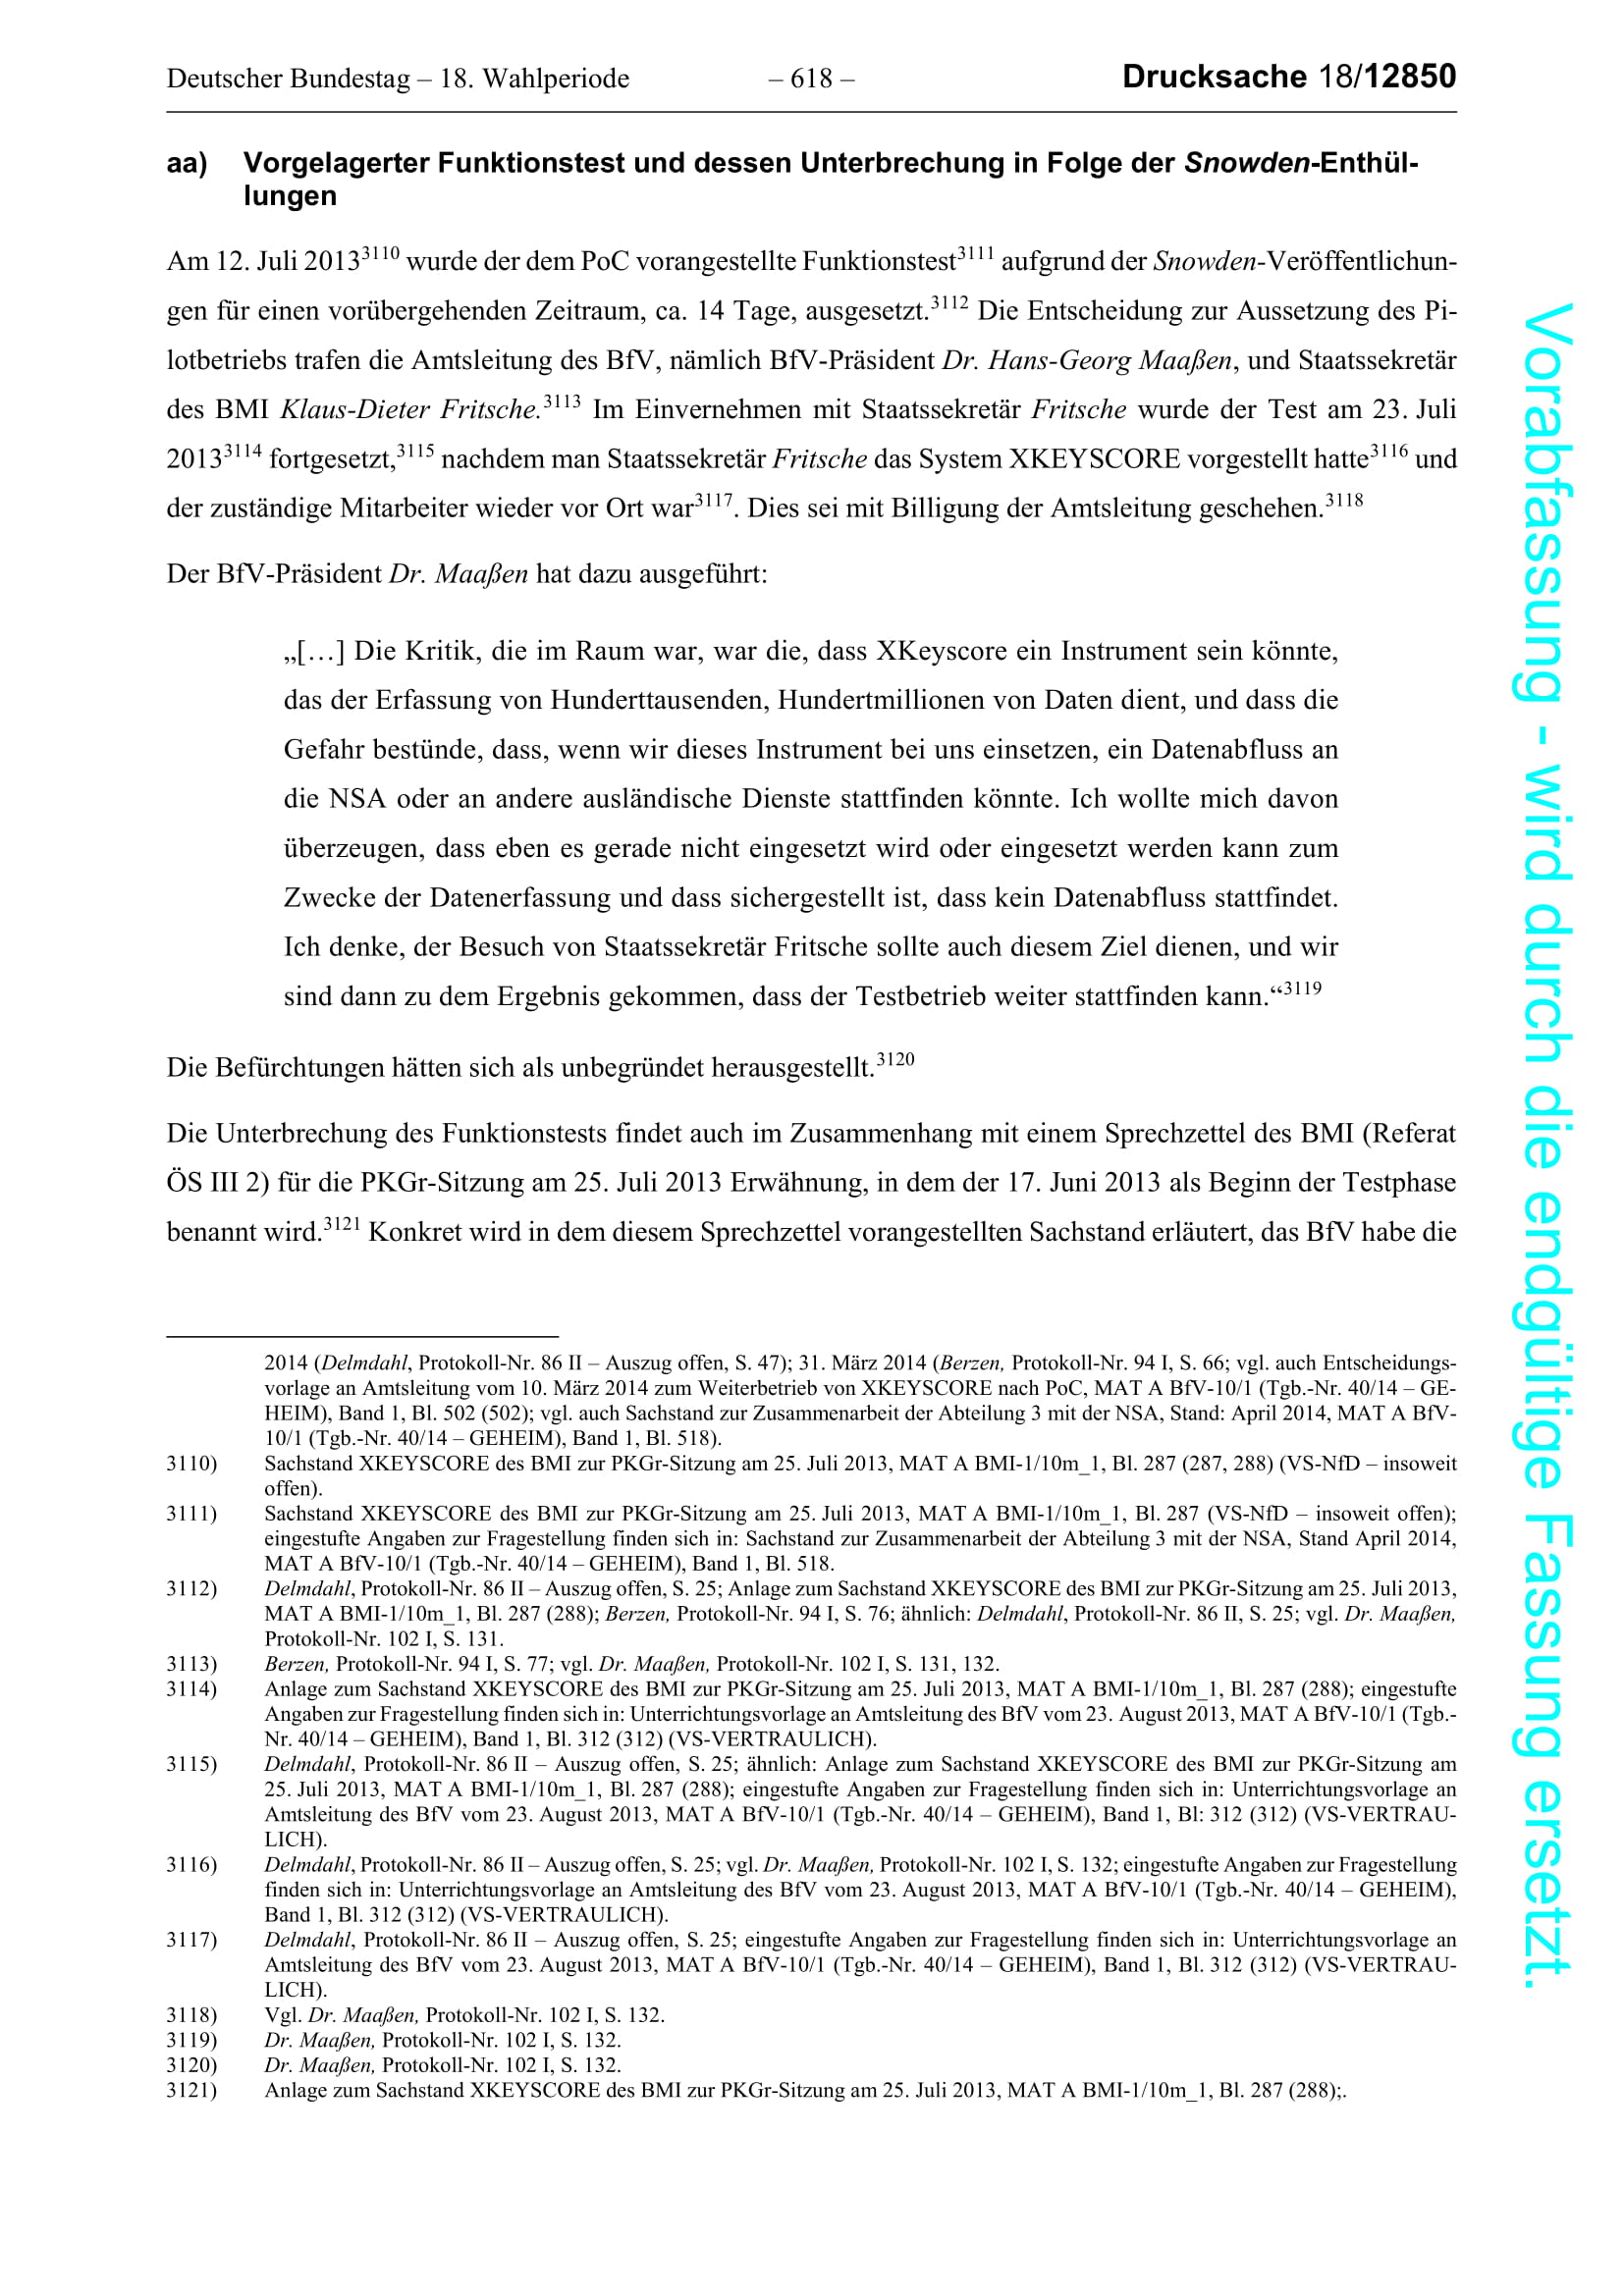 Deutscher Bundestag – 18. Wahlperiode – 618 – Drucksache 18/12850
aa) Vorgelagerter Funktionstest und dessen Unterbrechung in Folge der Snowden-Enthül-
lungen
Am 12. Juli 2013³¹¹⁰ wurde der dem PoC vorangestellte Funktionstest³¹¹¹ aufgrund der Snowden-Veröffentlichun-
gen für einen vorübergehenden Zeitraum, ca. 14 Tage, ausgesetzt.³¹¹² Die Entscheidung zur Aussetzung des Pi-
lotbetriebs trafen die Amtsleitung des BfV, nämlich BfV-Präsident Dr. Hans-Georg Maaßen, und Staatssekretär
des BMI Klaus-Dieter Fritsche.³¹¹³ Im Einvernehmen mit Staatssekretär Fritsche wurde der Test am 23. Juli
2013³¹¹⁴ fortgesetzt,³¹¹⁵ nachdem man Staatssekretär Fritsche das System XKEYSCORE vorgestellt hatte³¹¹⁶ und
der zuständige Mitarbeiter wieder vor Ort war³¹¹⁷. Dies sei mit Billigung der Amtsleitung geschehen.³¹¹⁸
Der BfV-Präsident Dr. Maaßen hat dazu ausgeführt:
„[…] Die Kritik, die im Raum war, war die, dass XKeyscore ein Instrument sein könnte,
das der Erfassung von Hunderttausenden, Hundertmillionen von Daten dient, und dass die
Gefahr bestünde, dass, wenn wir dieses Instrument bei uns einsetzen, ein Datenabfluss an
die NSA oder an andere ausländische Dienste stattfinden könnte. Ich wollte mich davon
überzeugen, dass eben es gerade nicht eingesetzt wird oder eingesetzt werden kann zum
Zwecke der Datenerfassung und dass sichergestellt ist, dass kein Datenabfluss stattfindet.
Ich denke, der Besuch von Staatssekretär Fritsche sollte auch diesem Ziel dienen, und wir
sind dann zu dem Ergebnis gekommen, dass der Testbetrieb weiter stattfinden kann.“³¹¹⁹
Die Befürchtungen hätten sich als unbegründet herausgestellt.³¹²⁰
Die Unterbrechung des Funktionstests findet auch im Zusammenhang mit einem Sprechzettel des BMI (Referat
ÖS III 2) für die PKGr-Sitzung am 25. Juli 2013 Erwähnung, in dem der 17. Juni 2013 als Beginn der Testphase
benannt wird.³¹²¹ Konkret wird in dem diesem Sprechzettel vorangestellten Sachstand erläutert, das BfV habe die
2014 (Delmdahl, Protokoll-Nr. 86 II – Auszug offen, S. 47); 31. März 2014 (Berzen, Protokoll-Nr. 94 I, S. 66; vgl. auch Entscheidungs-
vorlage an Amtsleitung vom 10. März 2014 zum Weiterbetrieb von XKEYSCORE nach PoC, MAT A BfV-10/1 (Tgb.-Nr. 40/14 – GE-
HEIM), Band 1, Bl. 502 (502); vgl. auch Sachstand zur Zusammenarbeit der Abteilung 3 mit der NSA, Stand: April 2014, MAT A BfV-
10/1 (Tgb.-Nr. 40/14 – GEHEIM), Band 1, Bl. 518).
3110) Sachstand XKEYSCORE des BMI zur PKGr-Sitzung am 25. Juli 2013, MAT A BMI-1/10m_1, Bl. 287 (287, 288) (VS-NfD – insoweit
offen).
3111) Sachstand XKEYSCORE des BMI zur PKGr-Sitzung am 25. Juli 2013, MAT A BMI-1/10m_1, Bl. 287 (VS-NfD – insoweit offen);
eingestufte Angaben zur Fragestellung finden sich in: Sachstand zur Zusammenarbeit der Abteilung 3 mit der NSA, Stand April 2014,
MAT A BfV-10/1 (Tgb.-Nr. 40/14 – GEHEIM), Band 1, Bl. 518.
3112) Delmdahl, Protokoll-Nr. 86 II – Auszug offen, S. 25; Anlage zum Sachstand XKEYSCORE des BMI zur PKGr-Sitzung am 25. Juli 2013,
MAT A BMI-1/10m_1, Bl. 287 (288); Berzen, Protokoll-Nr. 94 I, S. 76; ähnlich: Delmdahl, Protokoll-Nr. 86 II, S. 25; vgl. Dr. Maaßen,
Protokoll-Nr. 102 I, S. 131.
3113) Berzen, Protokoll-Nr. 94 I, S. 77; vgl. Dr. Maaßen, Protokoll-Nr. 102 I, S. 131, 132.
3114) Anlage zum Sachstand XKEYSCORE des BMI zur PKGr-Sitzung am 25. Juli 2013, MAT A BMI-1/10m_1, Bl. 287 (288); eingestufte
Angaben zur Fragestellung finden sich in: Unterrichtungsvorlage an Amtsleitung des BfV vom 23. August 2013, MAT A BfV-10/1 (Tgb.-
Nr. 40/14 – GEHEIM), Band 1, Bl. 312 (312) (VS-VERTRAULICH).
3115) Delmdahl, Protokoll-Nr. 86 II – Auszug offen, S. 25; ähnlich: Anlage zum Sachstand XKEYSCORE des BMI zur PKGr-Sitzung am
25. Juli 2013, MAT A BMI-1/10m_1, Bl. 287 (288); eingestufte Angaben zur Fragestellung finden sich in: Unterrichtungsvorlage an
Amtsleitung des BfV vom 23. August 2013, MAT A BfV-10/1 (Tgb.-Nr. 40/14 – GEHEIM), Band 1, Bl: 312 (312) (VS-VERTRAU-
LICH).
3116) Delmdahl, Protokoll-Nr. 86 II – Auszug offen, S. 25; vgl. Dr. Maaßen, Protokoll-Nr. 102 I, S. 132; eingestufte Angaben zur Fragestellung
finden sich in: Unterrichtungsvorlage an Amtsleitung des BfV vom 23. August 2013, MAT A BfV-10/1 (Tgb.-Nr. 40/14 – GEHEIM),
Band 1, Bl. 312 (312) (VS-VERTRAULICH).
3117) Delmdahl, Protokoll-Nr. 86 II – Auszug offen, S. 25; eingestufte Angaben zur Fragestellung finden sich in: Unterrichtungsvorlage an
Amtsleitung des BfV vom 23. August 2013, MAT A BfV-10/1 (Tgb.-Nr. 40/14 – GEHEIM), Band 1, Bl. 312 (312) (VS-VERTRAU-
LICH).
3118) Vgl. Dr. Maaßen, Protokoll-Nr. 102 I, S. 132.
3119) Dr. Maaßen, Protokoll-Nr. 102 I, S. 132.
3120) Dr. Maaßen, Protokoll-Nr. 102 I, S. 132.
3121) Anlage zum Sachstand XKEYSCORE des BMI zur PKGr-Sitzung am 25. Juli 2013, MAT A BMI-1/10m_1, Bl. 287 (288);.
Vorabfassung - wird durch die endgültige Fassung ersetzt.